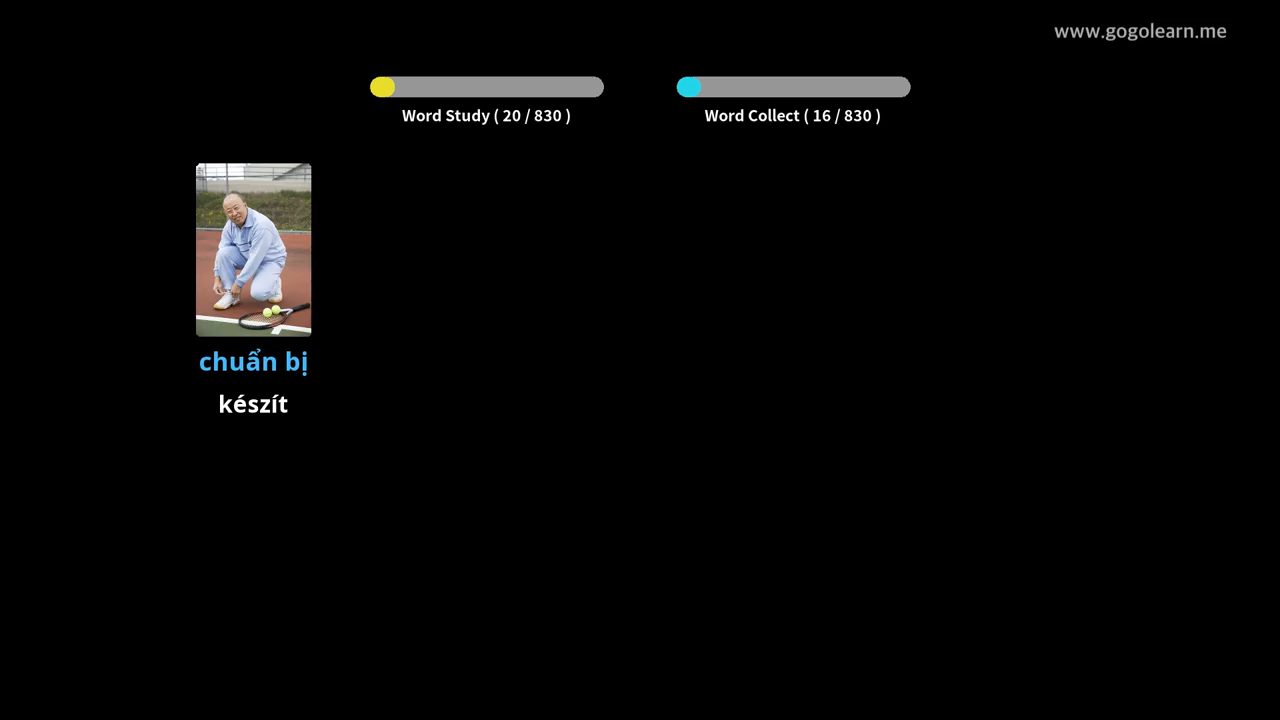 www.gogolearn.me
Word Study ( 20 / 830 )
Word Collect ( 16 / 830 )
chuẩn bị
készít